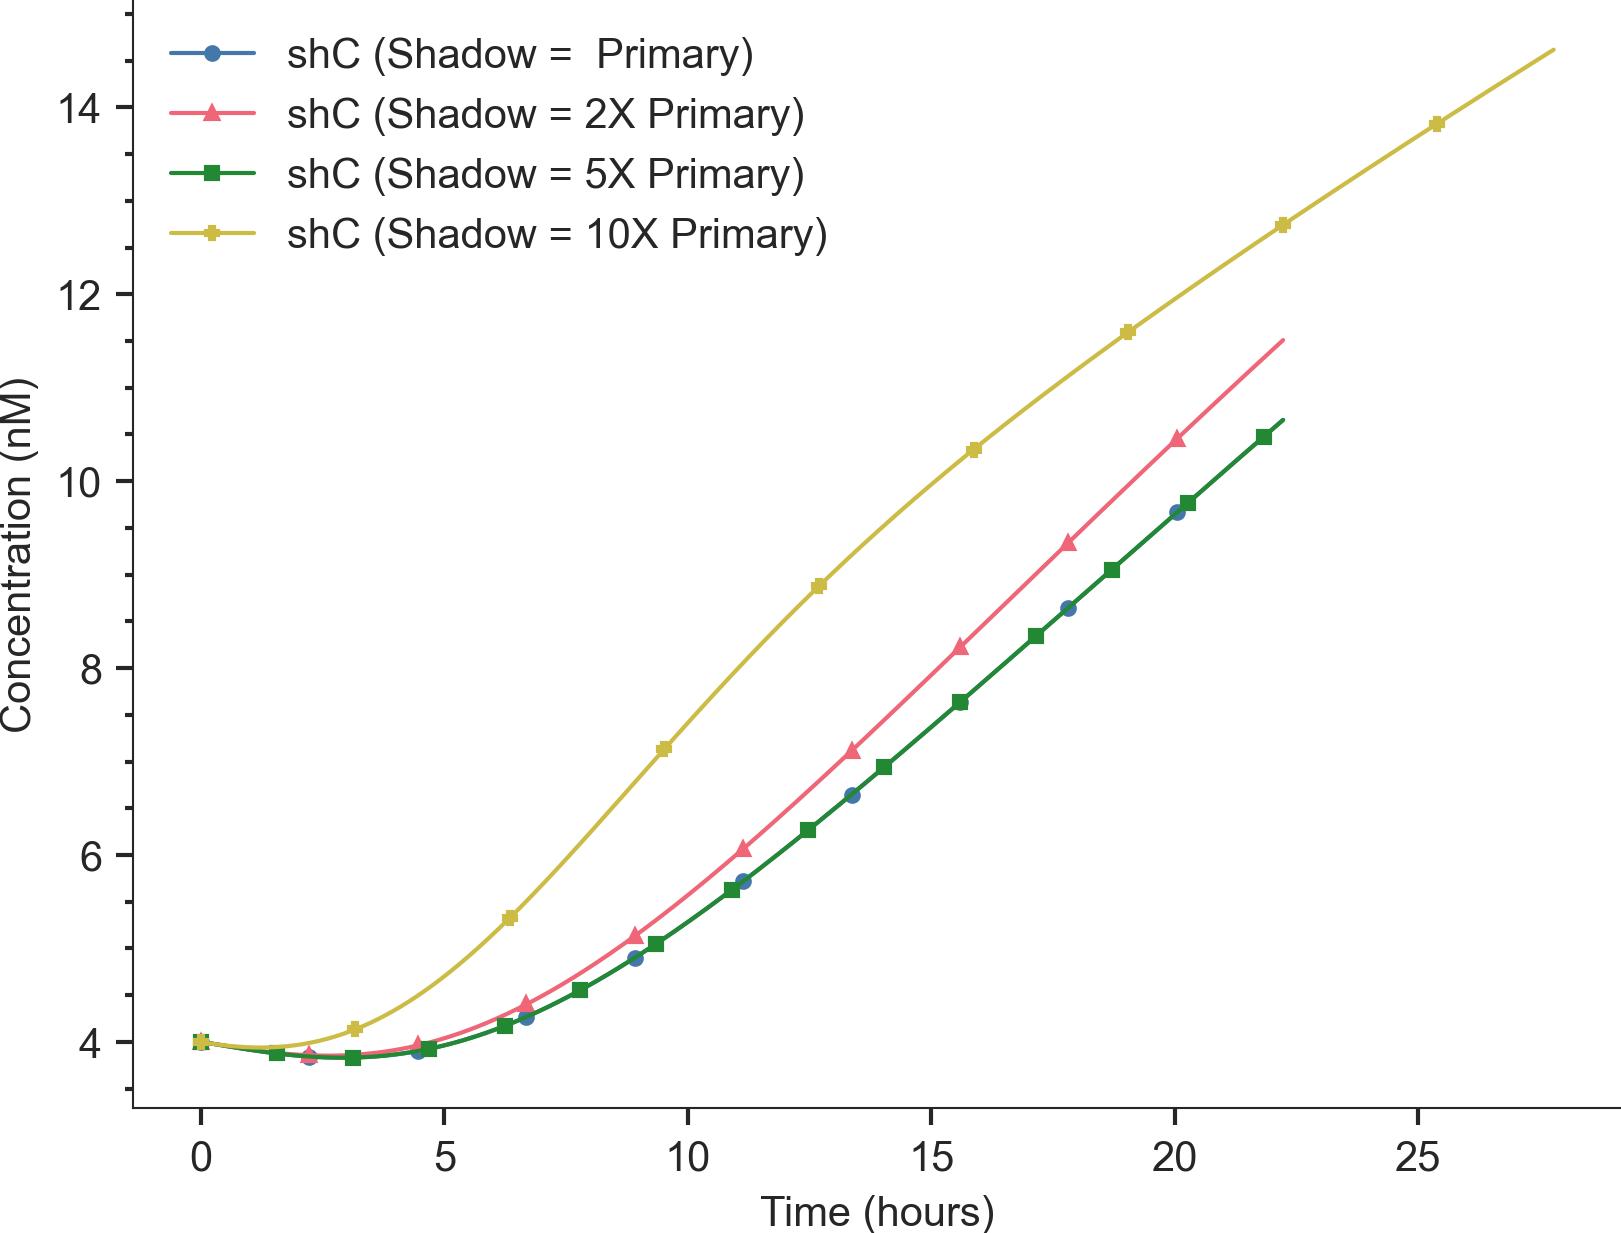 shC (Shadow =  Primary)
shC (Shadow = 2X Primary)
shC (Shadow = 5X Primary)
shC (Shadow = 10X Primary)
14
12
10
8
6
4
Concentration (nM)
0 5 10 15 20 25
Time (hours)